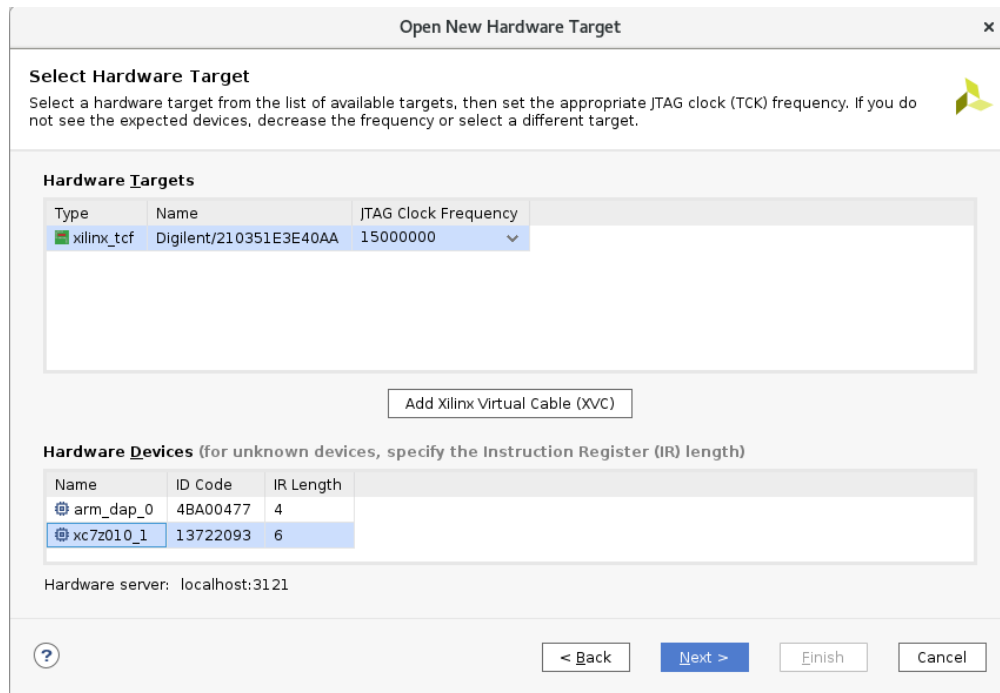 Open New Hardware Target
Select Hardware Target
Select a hardware target from the list of available targets, then set the appropriate JTAG clock (TCK) frequency. If you do
not see the expected devices, decrease the frequency or select a different target.
Hardware Targets
Type Name JTAG Clock Frequency
xilinx_tcf Digilent/210351E3E40AA 15000000
Add Xilinx Virtual Cable (XVC)
Hardware Devices (for unknown devices, specify the Instruction Register (IR) length)
Name ID Code IR Length
arm_dap_0 4BA00477 4
xc7z010_1 13722093 6
Hardware server: localhost:3121
? < Back Next > Finish Cancel